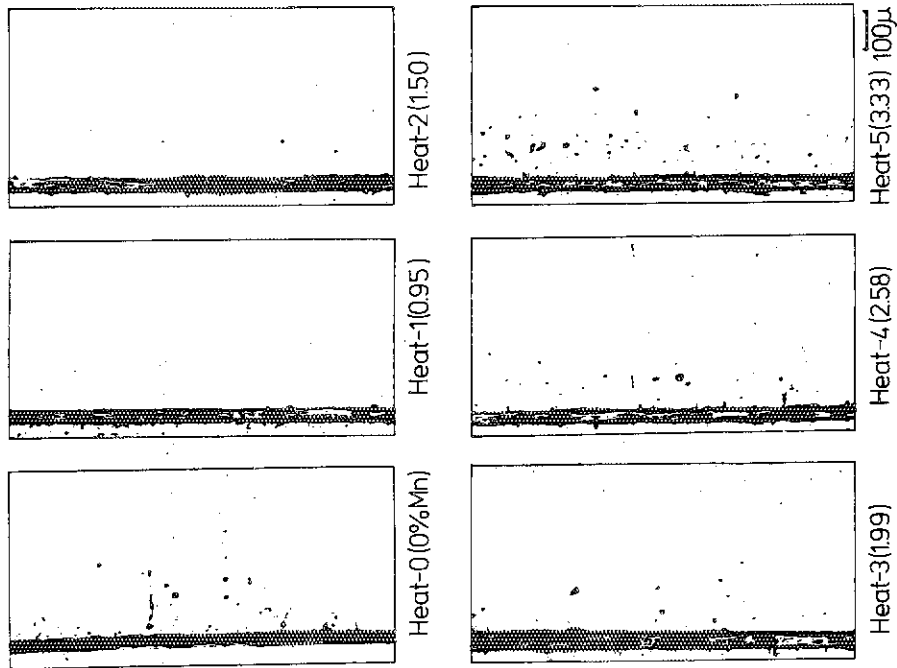 Heat-0(0%Mn)
Heat-1(0.95)
Heat-2(1.50)
Heat-3(1.99)
Heat-4(2.58)
Heat-5(3.33)
100μ